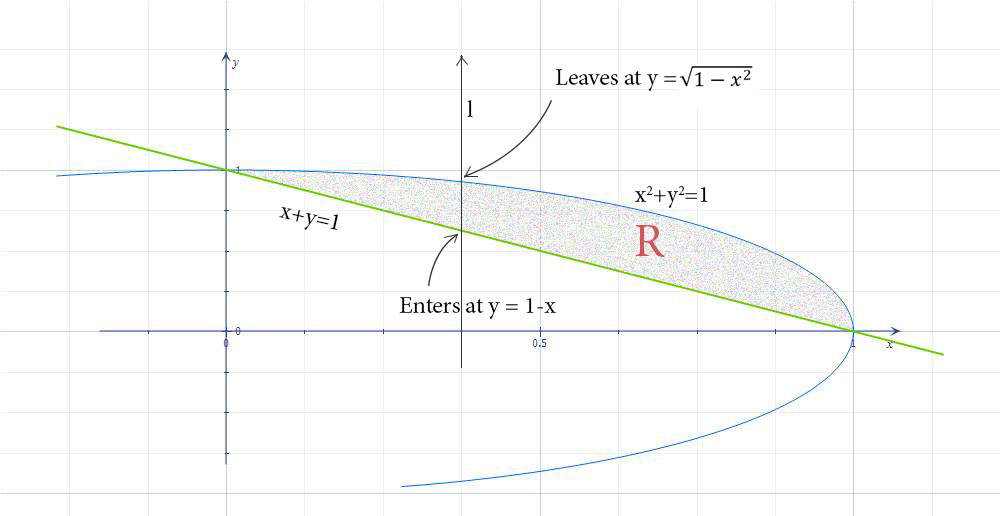 y
Leaves at y =√1 − x²
l
1
x²+y²=1
x+y=1
R
Enters at y = 1-x
0
0
0.5
1
x